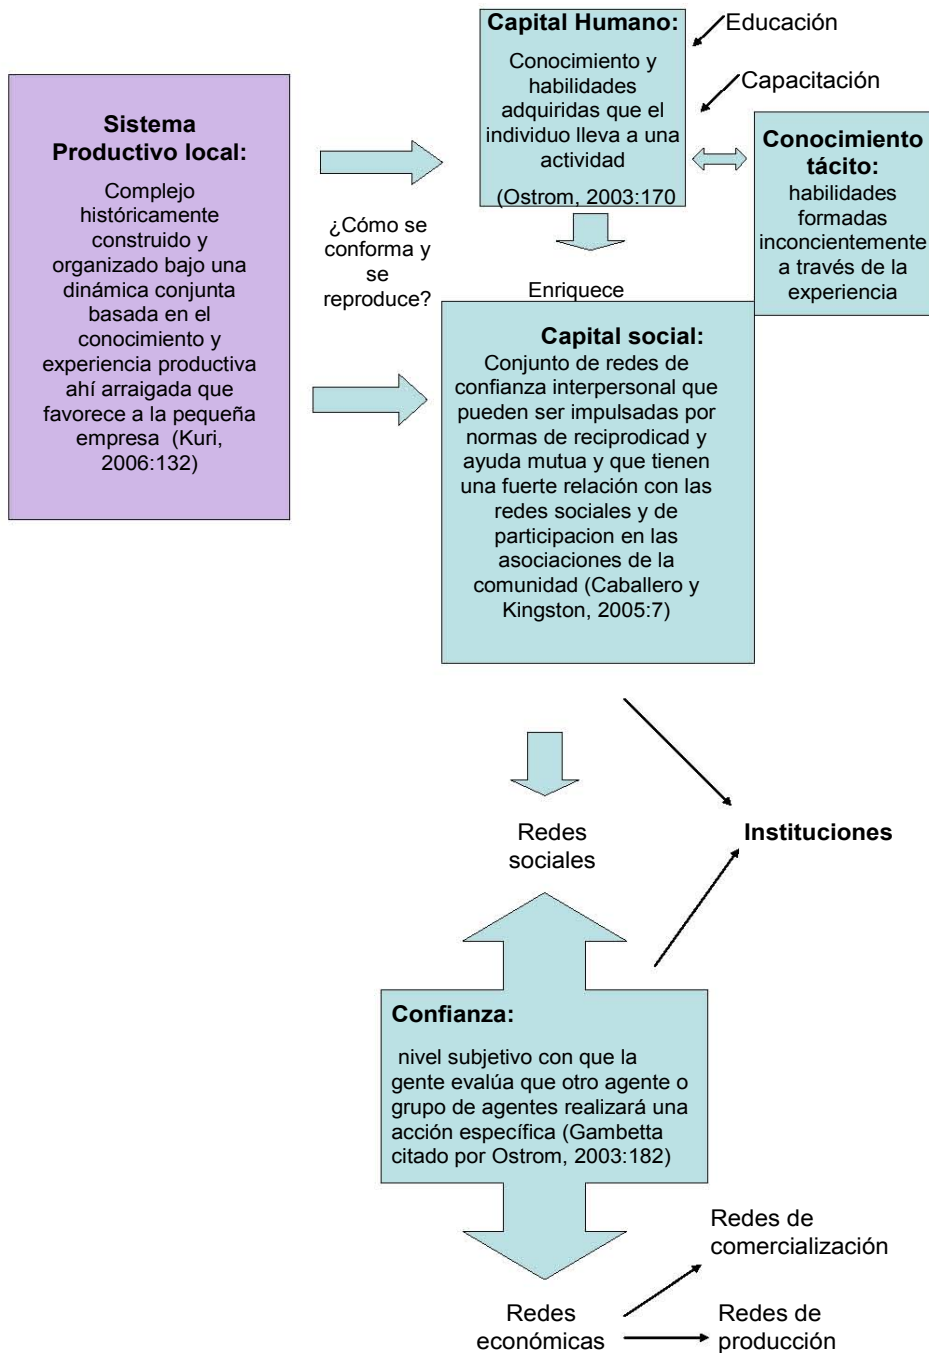 Sistema
Productivo local:
Complejo
históricamente
construido y
organizado bajo una
dinámica conjunta
basada en el
conocimiento y
experiencia productiva
ahí arraigada que
favorece a la pequeña
empresa (Kuri,
2006:132)
¿Cómo se
conforma y
se
reproduce?
Capital Humano:
Conocimiento y
habilidades
adquiridas que el
individuo lleva a una
actividad
(Ostrom, 2003:170
Educación
Capacitación
Conocimiento
tácito:
habilidades
formadas
inconcientemente
a través de la
experiencia
Enriquece
Capital social:
Conjunto de redes de
confianza interpersonal que
pueden ser impulsadas por
normas de reciprodicad y
ayuda mutua y que tienen
una fuerte relación con las
redes sociales y de
participacion en las
asociaciones de la
comunidad (Caballero y
Kingston, 2005:7)
Redes
sociales
Instituciones
Confianza:
nivel subjetivo con que la
gente evalúa que otro agente o
grupo de agentes realizará una
acción específica (Gambetta
citado por Ostrom, 2003:182)
Redes
económicas
Redes de
comercialización
Redes de
producción